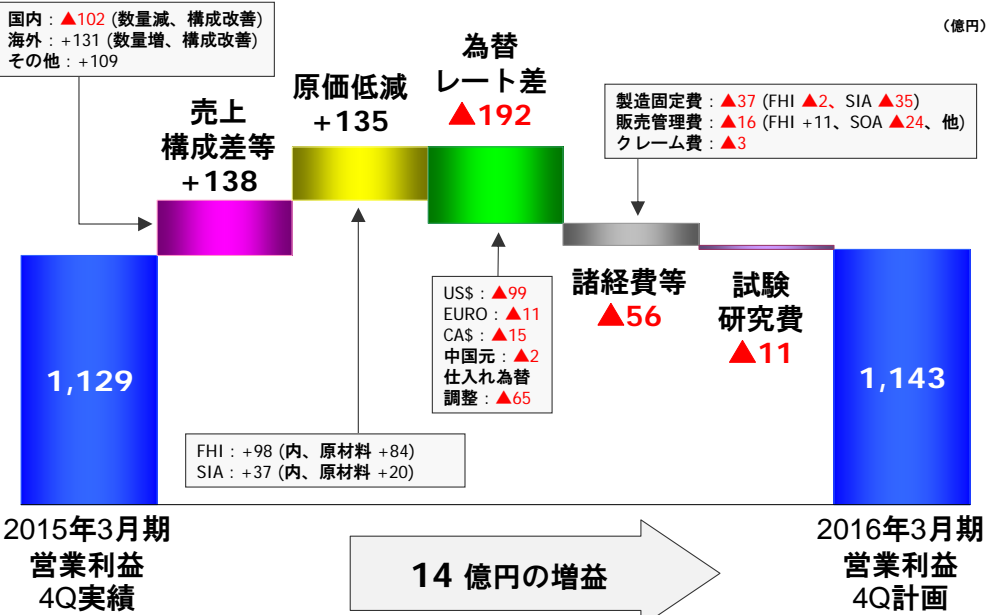 国内 : ▲102 (数量減、構成改善)
海外 : +131 (数量増、構成改善)
その他 : +109
(億円)
売上
構成差等
+138
原価低減
+135
為替
レート差
▲192
製造固定費 : ▲37 (FHI ▲2、SIA ▲35)
販売管理費 : ▲16 (FHI +11、SOA ▲24、他)
クレーム費 : ▲3
US$ : ▲99
EURO : ▲11
CA$ : ▲15
中国元 : ▲2
仕入れ為替
調整 : ▲65
諸経費等
▲56
試験
研究費
▲11
1,129
1,143
FHI : +98 (内、原材料 +84)
SIA : +37 (内、原材料 +20)
2015年3月期
営業利益
4Q実績
14 億円の増益
2016年3月期
営業利益
4Q計画